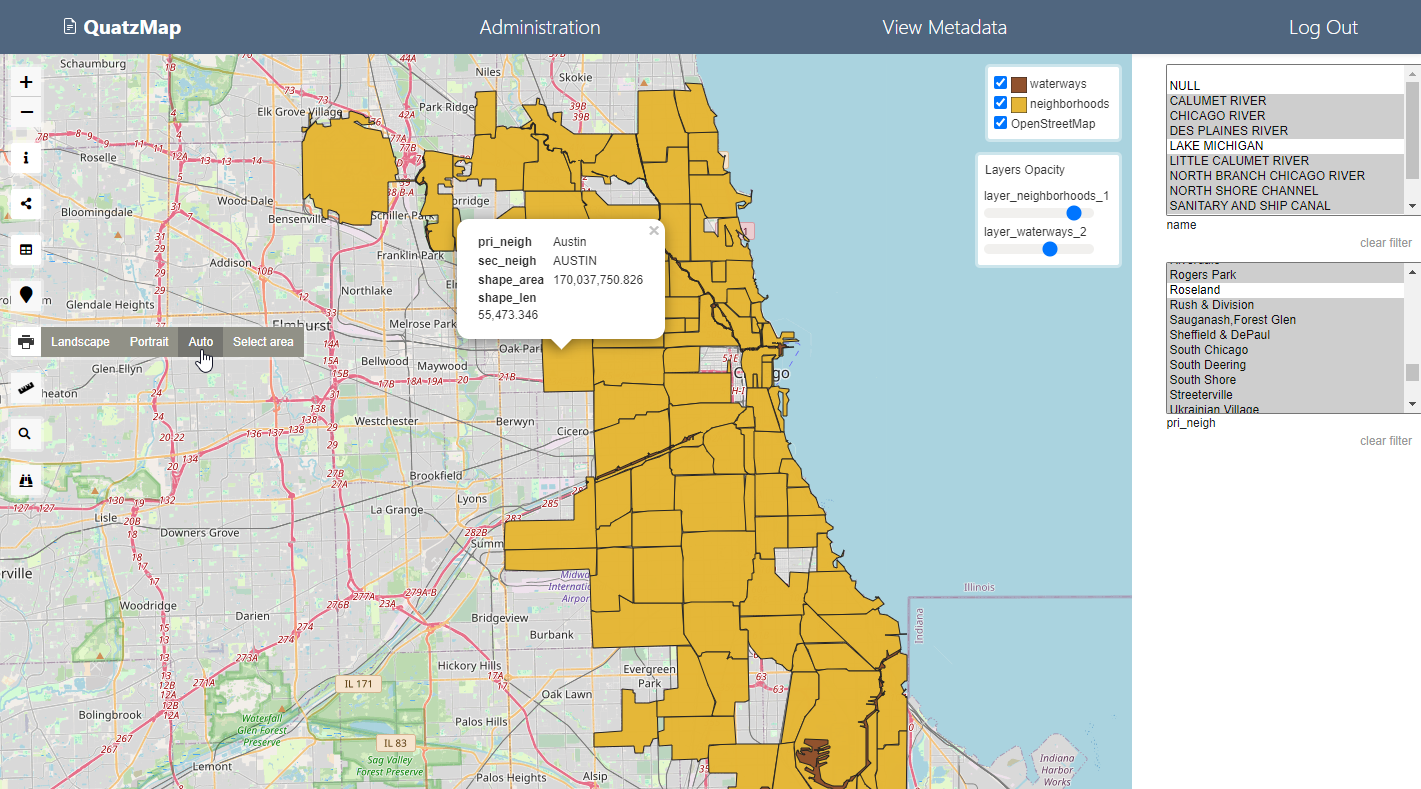 QuatzMap
Administration
View Metadata
Log Out
+
−
i
Landscape
Portrait
Auto
Select area
waterways
neighborhoods
OpenStreetMap
Layers Opacity
layer_neighborhoods_1
layer_waterways_2
pri_neigh Austin
sec_neigh AUSTIN
shape_area 170,037,750.826
shape_len
55,473.346
×
NULL
CALUMET RIVER
CHICAGO RIVER
DES PLAINES RIVER
LAKE MICHIGAN
LITTLE CALUMET RIVER
NORTH BRANCH CHICAGO RIVER
NORTH SHORE CHANNEL
SANITARY AND SHIP CANAL
name
clear filter
Rogers Park
Roseland
Rush & Division
Sauganash,Forest Glen
Sheffield & DePaul
South Chicago
South Deering
South Shore
Streeterville
Ukrainian Village
pri_neigh
clear filter
Schaumburg
Niles
Skokie
Elk Grove Village
Park Ridge
Roselle
Wood Dale
Bensenville
Schiller Park
Bloomingdale
Franklin Park
Addison
Northlake
Glendale Heights
Elmhurst
Melrose Park
Oak Park
Bellwood
Maywood
Glen Ellyn
Westchester
Berwyn
Cicero
Brookfield
Lyons
La Grange
Lisle
Downers Grove
Summ
Midwa
Internatio
Airpor
Woodridge
Darien
Bridgeview
Burbank
Hickory Hills
Evergreen
Park
Oak Lawn
IL 171
Bolingbrook
Waterfall
Glen Forest
Preserve
Palos Hills
IL 83
Sag Valley
Forest Preserve
Lemont
Palos Heights
Alsip
Illinois
Indiana
Indiana
Harbor
Works